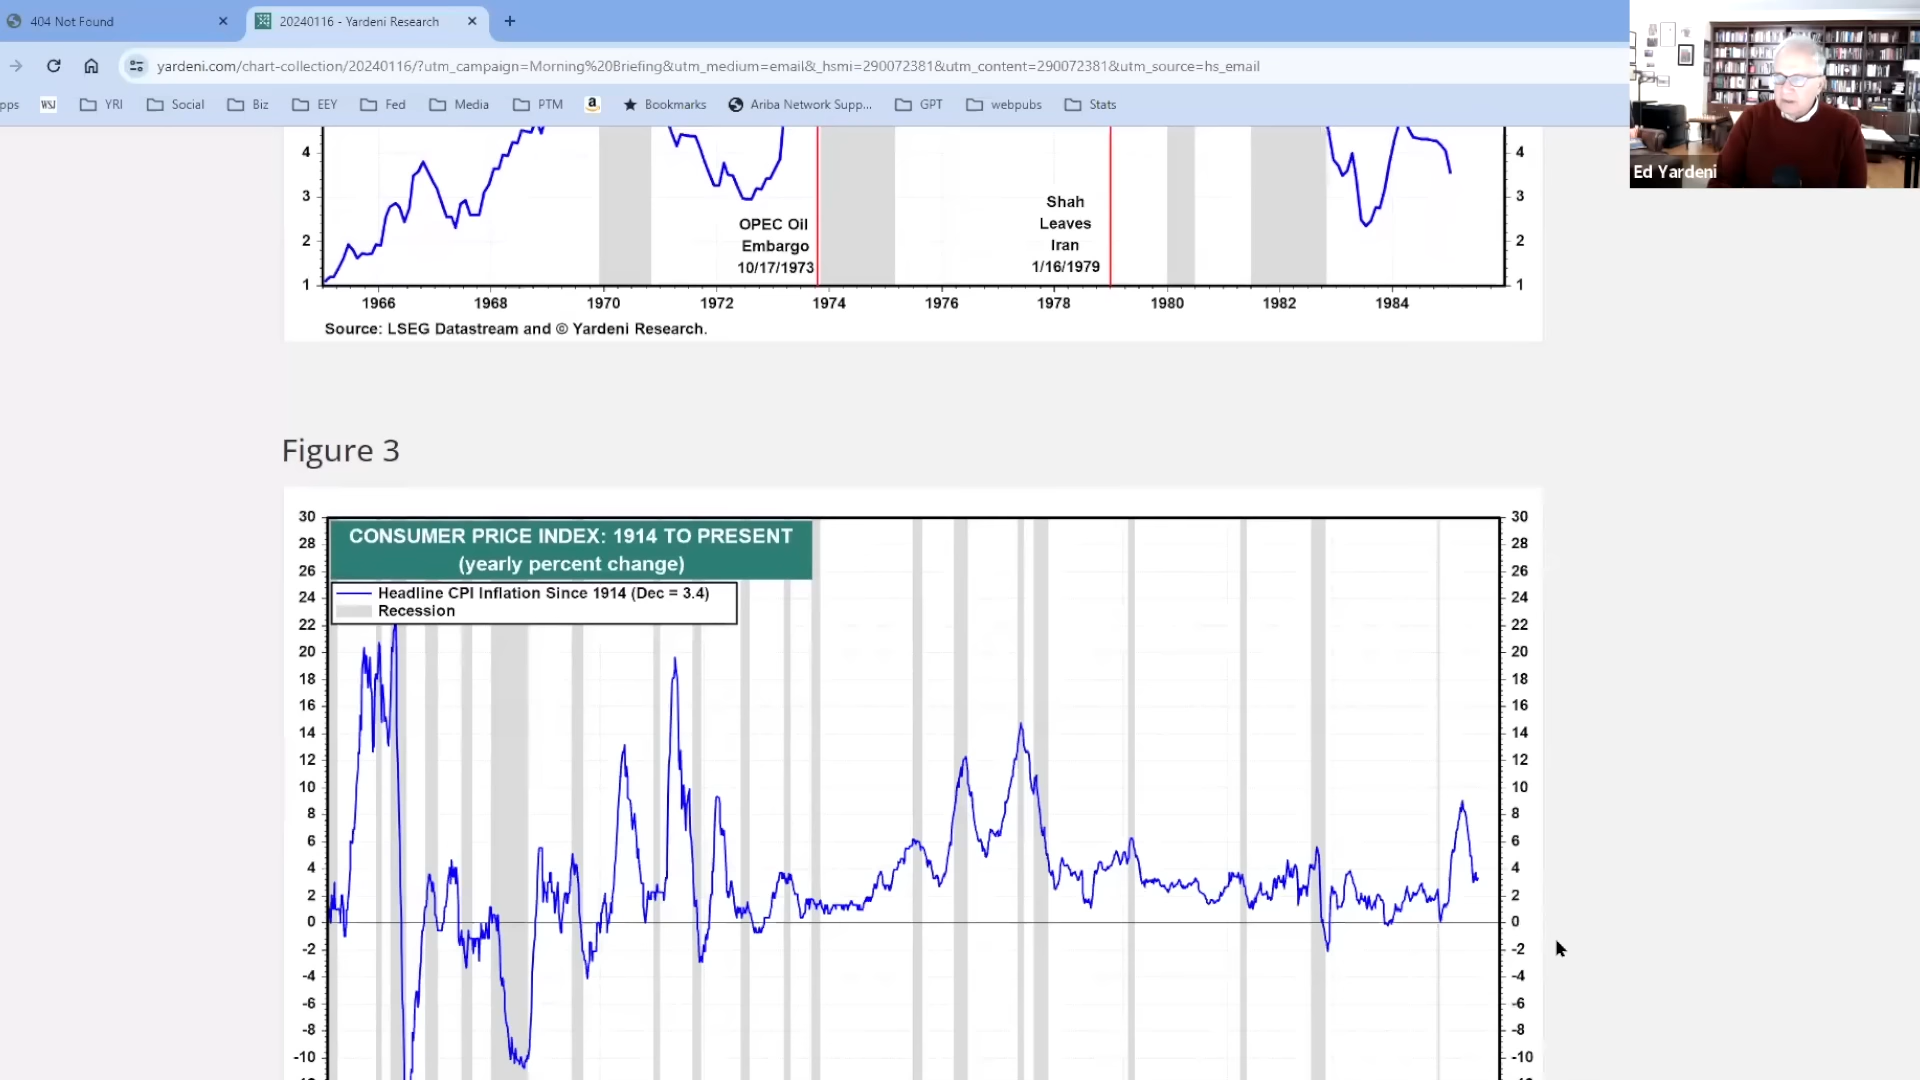 404 Not Found
20240116 - Yardeni Research
yardeni.com/chart-collection/20240116/?utm_campaign=Morning%20Briefing&utm_medium=email&_hsmi=290072381&utm_content=290072381&utm_source=hs_email
pps WSJ YRI Social Biz EEY Fed Media PTM a Bookmarks Ariba Network Supp... GPT webpubs Stats
Ed Yardeni
4 4
3 3
2 2
1 1
OPEC Oil
Embargo
10/17/1973
Shah
Leaves
Iran
1/16/1979
1966 1968 1970 1972 1974 1976 1978 1980 1982 1984
Source: LSEG Datastream and © Yardeni Research.
Figure 3
CONSUMER PRICE INDEX: 1914 TO PRESENT
(yearly percent change)
Headline CPI Inflation Since 1914 (Dec = 3.4)
Recession
30 30
28 28
26 26
24 24
22 22
20 20
18 18
16 16
14 14
12 12
10 10
8 8
6 6
4 4
2 2
0 0
-2 -2
-4 -4
-6 -6
-8 -8
-10 -10